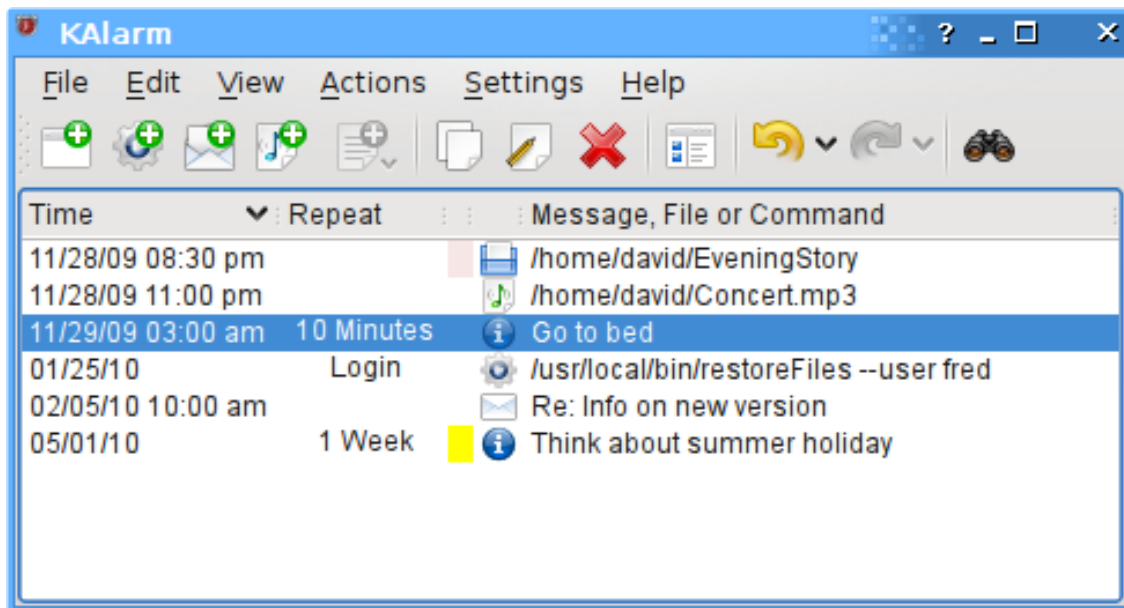 KAlarm
File Edit View Actions Settings Help
Time Repeat Message, File or Command
11/28/09 08:30 pm /home/david/EveningStory
11/28/09 11:00 pm /home/david/Concert.mp3
11/29/09 03:00 am 10 Minutes Go to bed
01/25/10 Login /usr/local/bin/restoreFiles --user fred
02/05/10 10:00 am Re: Info on new version
05/01/10 1 Week Think about summer holiday